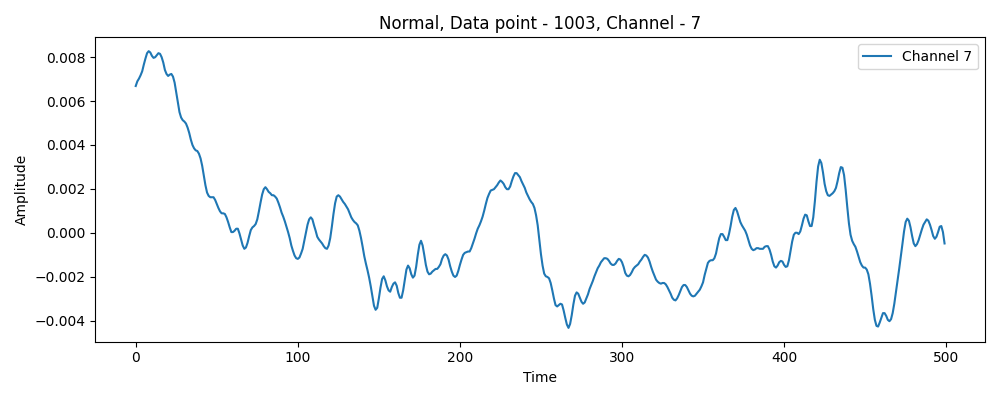 Normal, Data point - 1003, Channel - 7
Channel 7
0.008
0.006
0.004
0.002
0.000
−0.002
−0.004
Amplitude
0 100 200 300 400 500
Time